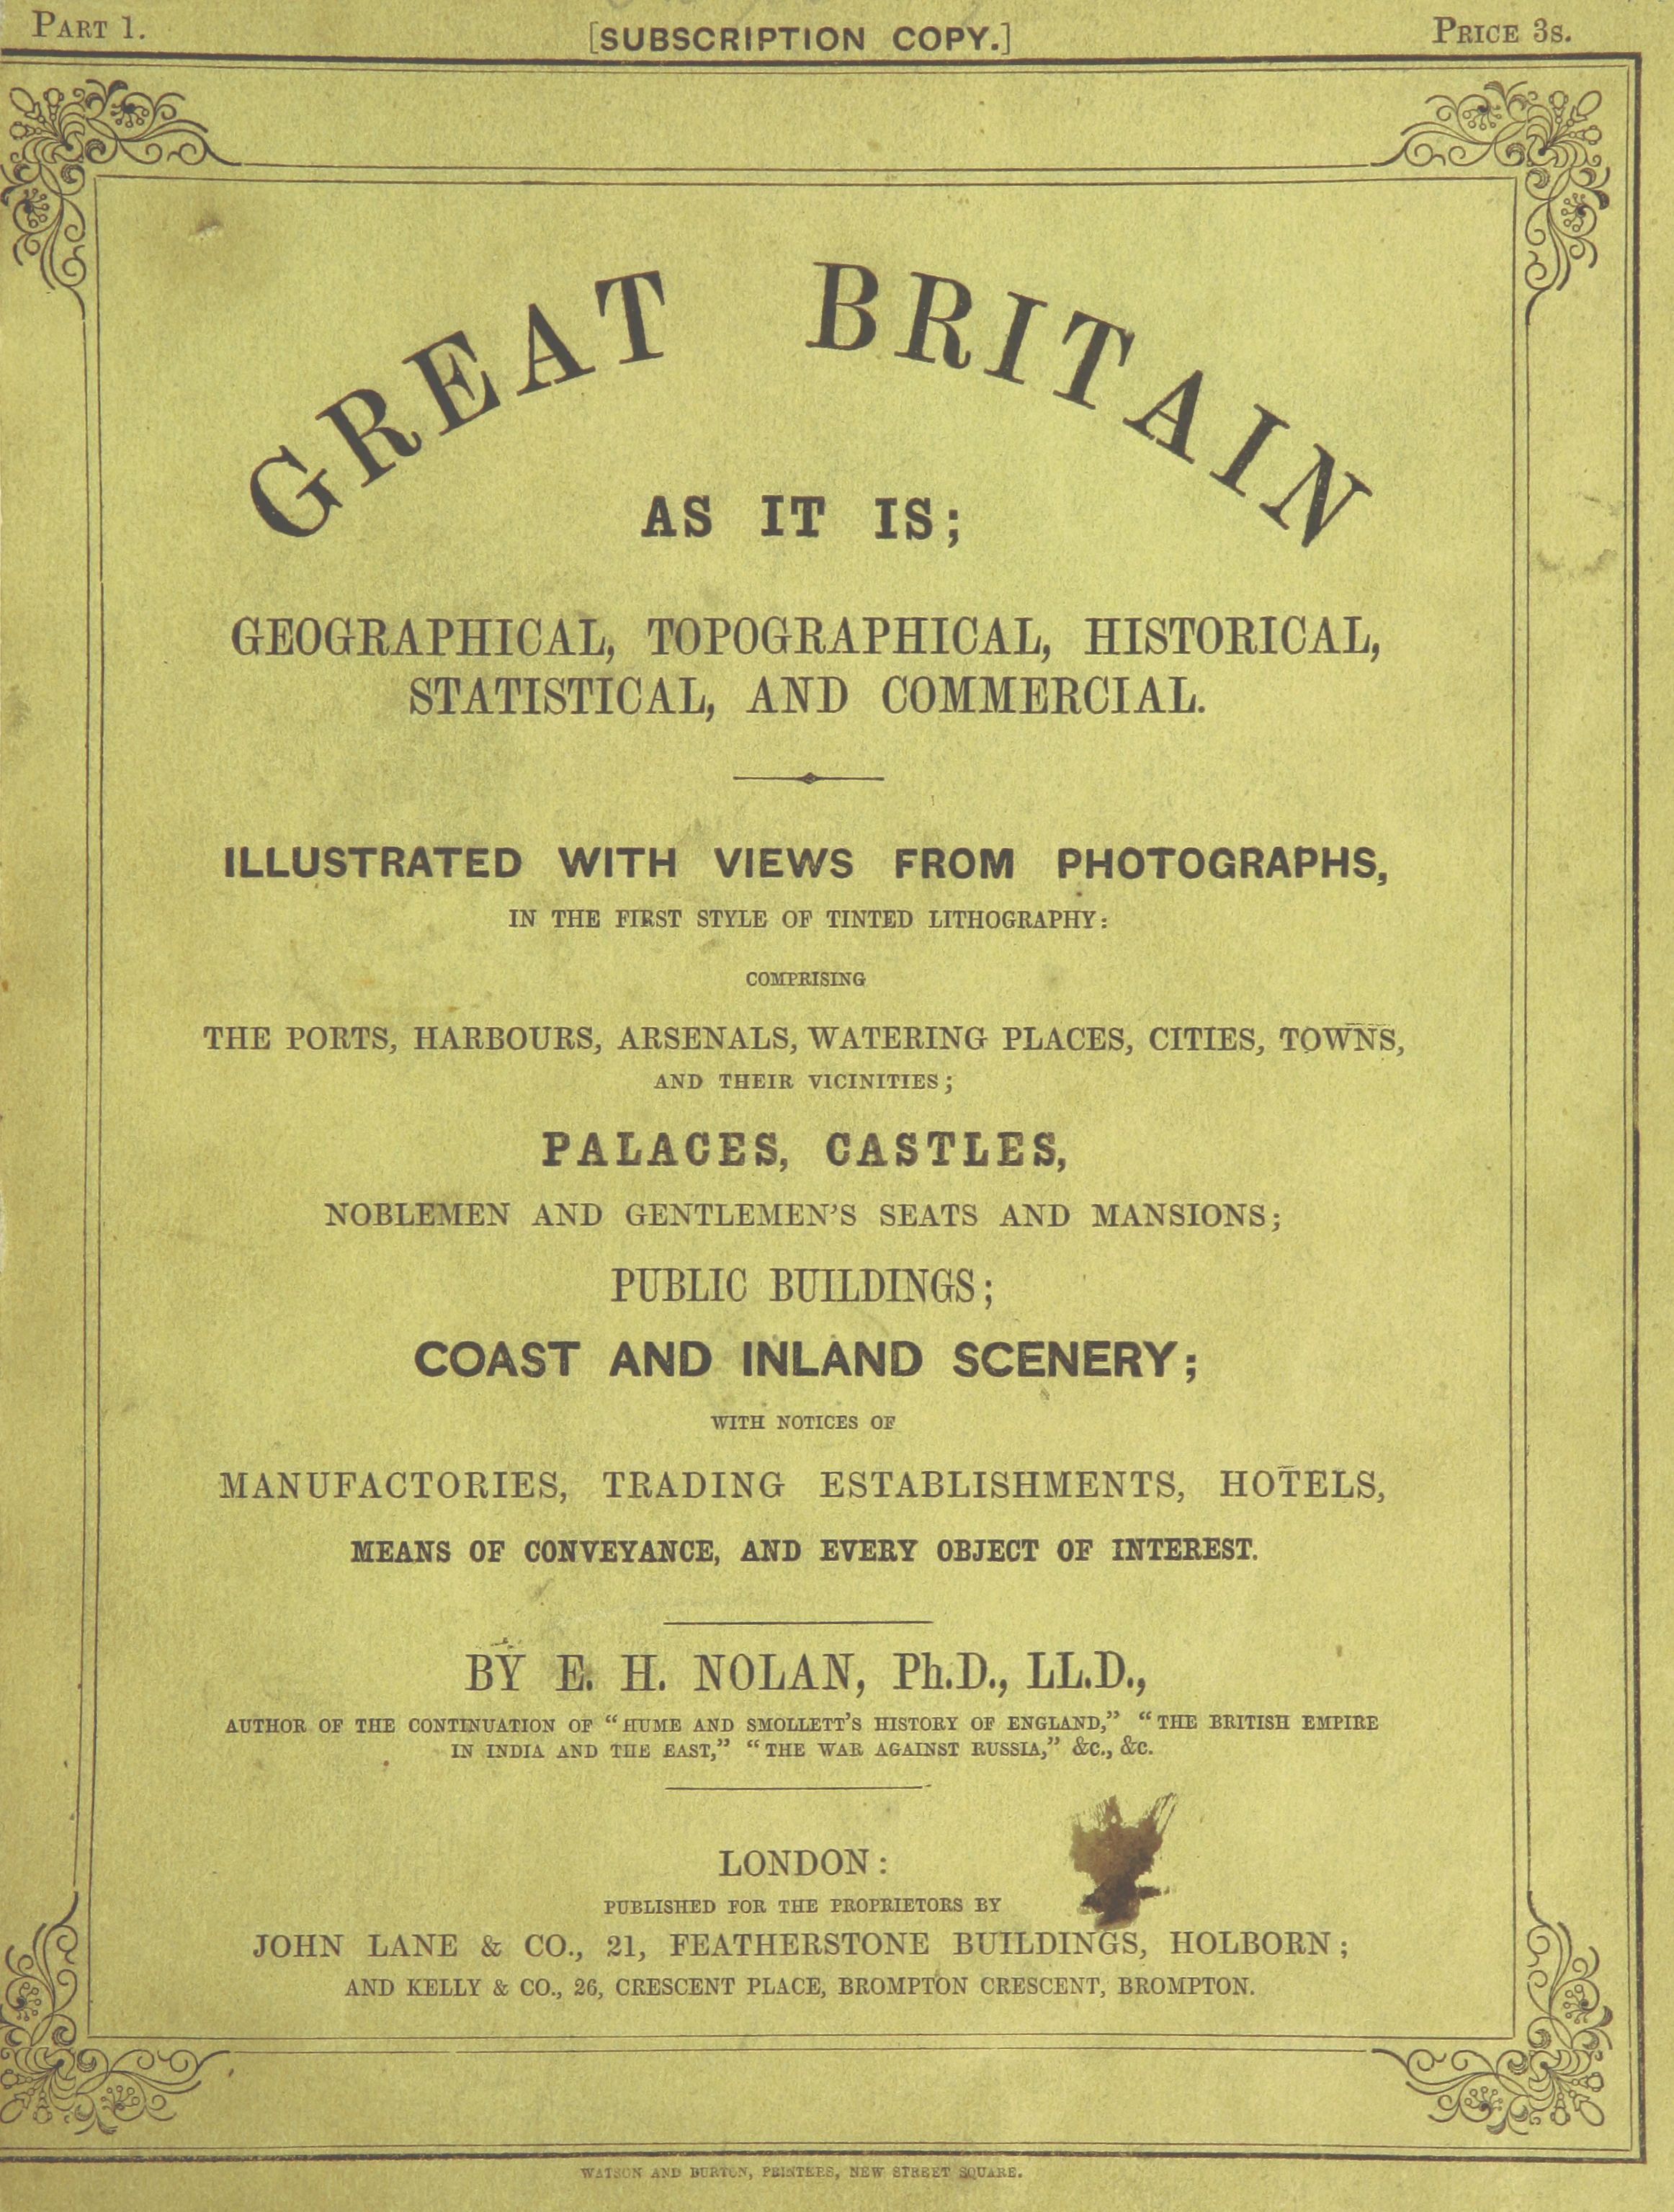 PART 1.
[SUBSCRIPTION COPY.]
PRICE 3s.
GREAT BRITAIN
AS IT IS;
GEOGRAPHICAL, TOPOGRAPHICAL, HISTORICAL,
STATISTICAL, AND COMMERCIAL.
ILLUSTRATED WITH VIEWS FROM PHOTOGRAPHS,
IN THE FIRST STYLE OF TINTED LITHOGRAPHY:
COMPRISING
THE PORTS, HARBOURS, ARSENALS, WATERING PLACES, CITIES, TOWNS,
AND THEIR VICINITIES;
PALACES, CASTLES,
NOBLEMEN AND GENTLEMEN'S SEATS AND MANSIONS;
PUBLIC BUILDINGS;
COAST AND INLAND SCENERY;
WITH NOTICES OF
MANUFACTORIES, TRADING ESTABLISHMENTS, HOTELS,
MEANS OF CONVEYANCE, AND EVERY OBJECT OF INTEREST.
BY E. H. NOLAN, Ph.D., LL.D.,
AUTHOR OF THE CONTINUATION OF "HUME AND SMOLLETT'S HISTORY OF ENGLAND," "THE BRITISH EMPIRE
IN INDIA AND THE EAST," "THE WAR AGAINST RUSSIA," &c., &c.
LONDON:
PUBLISHED FOR THE PROPRIETORS BY
JOHN LANE & CO., 21, FEATHERSTONE BUILDINGS, HOLBORN;
AND KELLY & CO., 26, CRESCENT PLACE, BROMPTON CRESCENT, BROMPTON.
WATSON AND BURTON, PRINTERS, NEW STREET SQUARE.